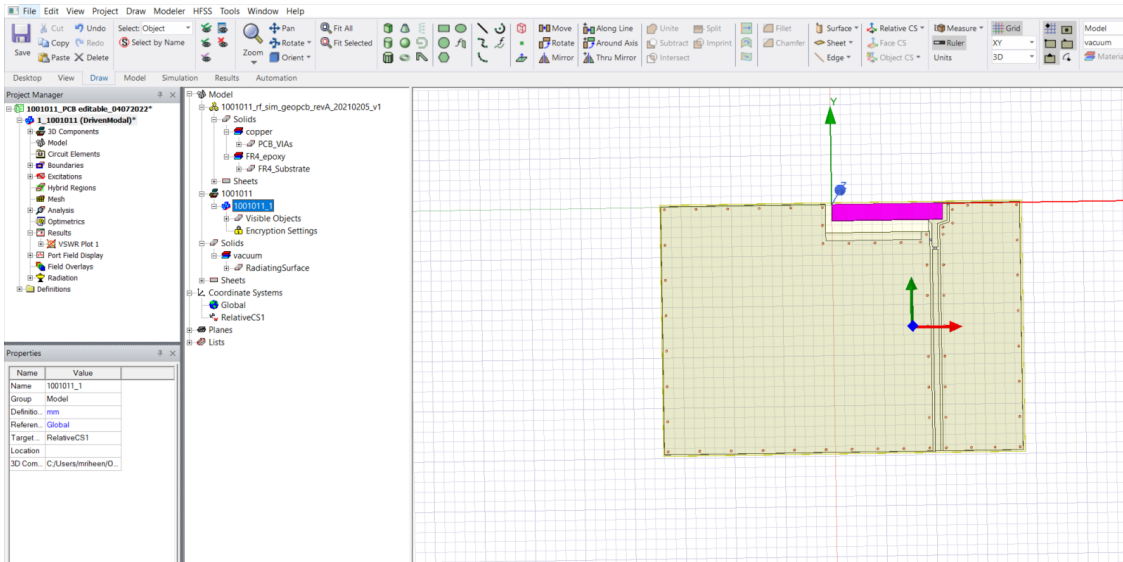 File Edit View Project Draw Modeler HFSS Tools Window Help
Save
Cut Undo
Copy Redo
Paste Delete
Select: Object
Select by Name
Zoom
Pan
Rotate
Orient
Fit All
Fit Selected
Move Along Line
Rotate Around Axis
Mirror Thru Mirror
Unite Split
Subtract Imprint
Intersect
Fillet
Chamfer
Surface
Sheet
Edge
Relative CS
Face CS
Object CS
Measure
Ruler
Units
Grid
XY
3D
Model
vacuum
Desktop View Draw Model Simulation Results Automation
Project Manager
1001011_PCB editable_04072022*
1_1001011 (DrivenModal)*
3D Components
Model
Circuit Elements
Boundaries
Excitations
Hybrid Regions
Mesh
Analysis
Optimetrics
Results
VSWR Plot 1
Port Field Display
Field Overlays
Radiation
Definitions
Model
1001011_rf_sim_geopcb_revA_20210205_v1
Solids
copper
PCB_VIAs
FR4_epoxy
FR4_Substrate
Sheets
1001011
1001011_1
Visible Objects
Encryption Settings
Solids
vacuum
RadiatingSurface
Sheets
Coordinate Systems
Global
RelativeCS1
Planes
Lists
Properties
Name Value
Name 1001011_1
Group Model
Definitio... mm
Referen... Global
Target... RelativeCS1
Location
3D Com... C:/Users/mriheen/O...
Y
Z